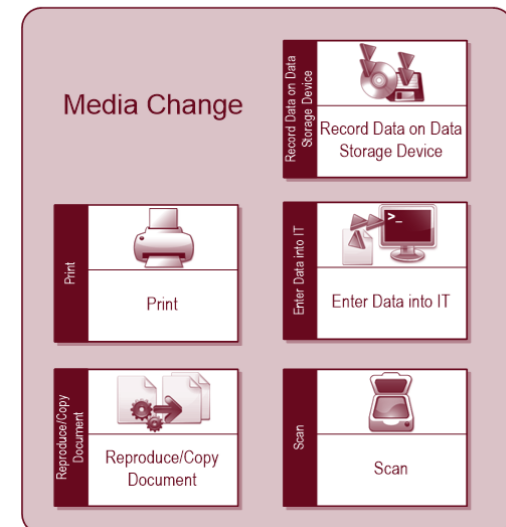 Media Change
Record Data on Data
Storage Device
Record Data on Data
Storage Device
Print
Print
Enter Data into IT
>_
Enter Data into IT
Reproduce/Copy
Document
Reproduce/Copy
Document
Scan
Scan